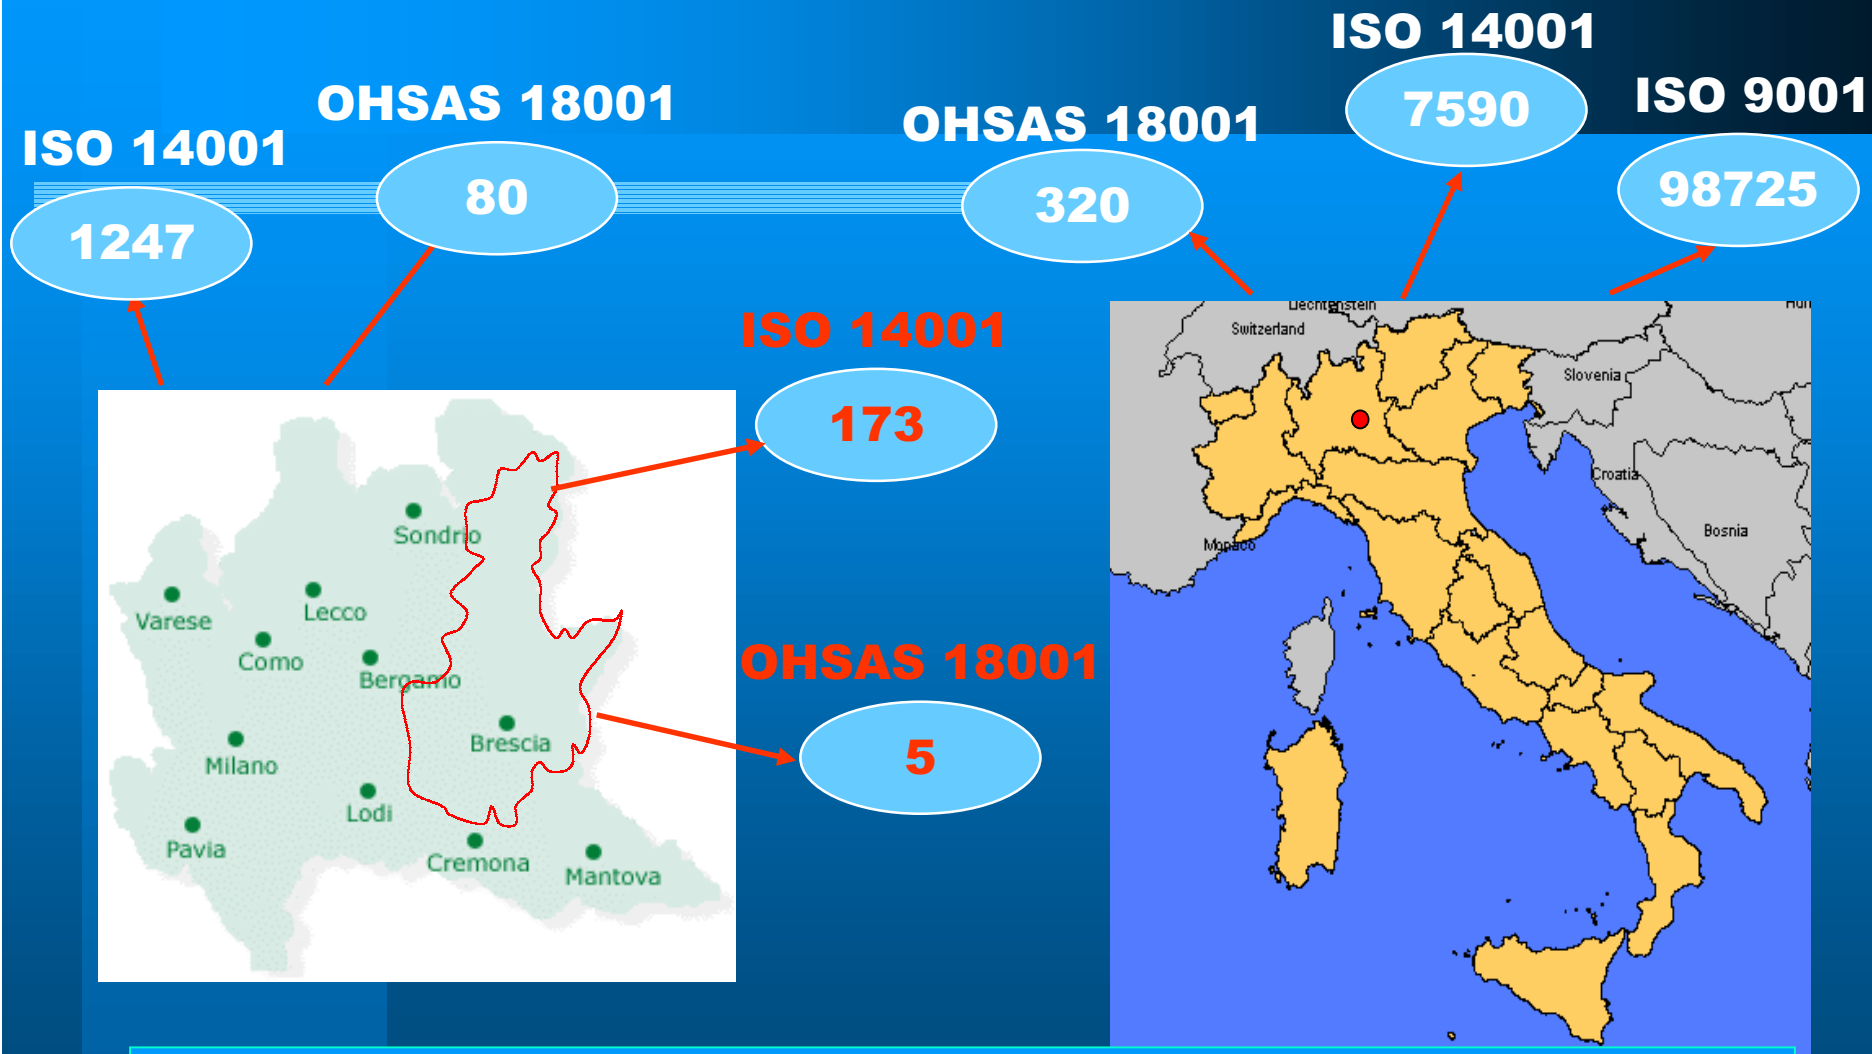 ISO 14001
7590
ISO 9001
98725
OHSAS 18001
80
OHSAS 18001
320
ISO 14001
1247
ISO 14001
173
OHSAS 18001
5
Sondrio
Varese
Lecco
Como
Bergamo
Brescia
Milano
Lodi
Pavia
Cremona
Mantova
Liechtenstein
Switzerland
Slovenia
Croatia
Bosnia
Monaco